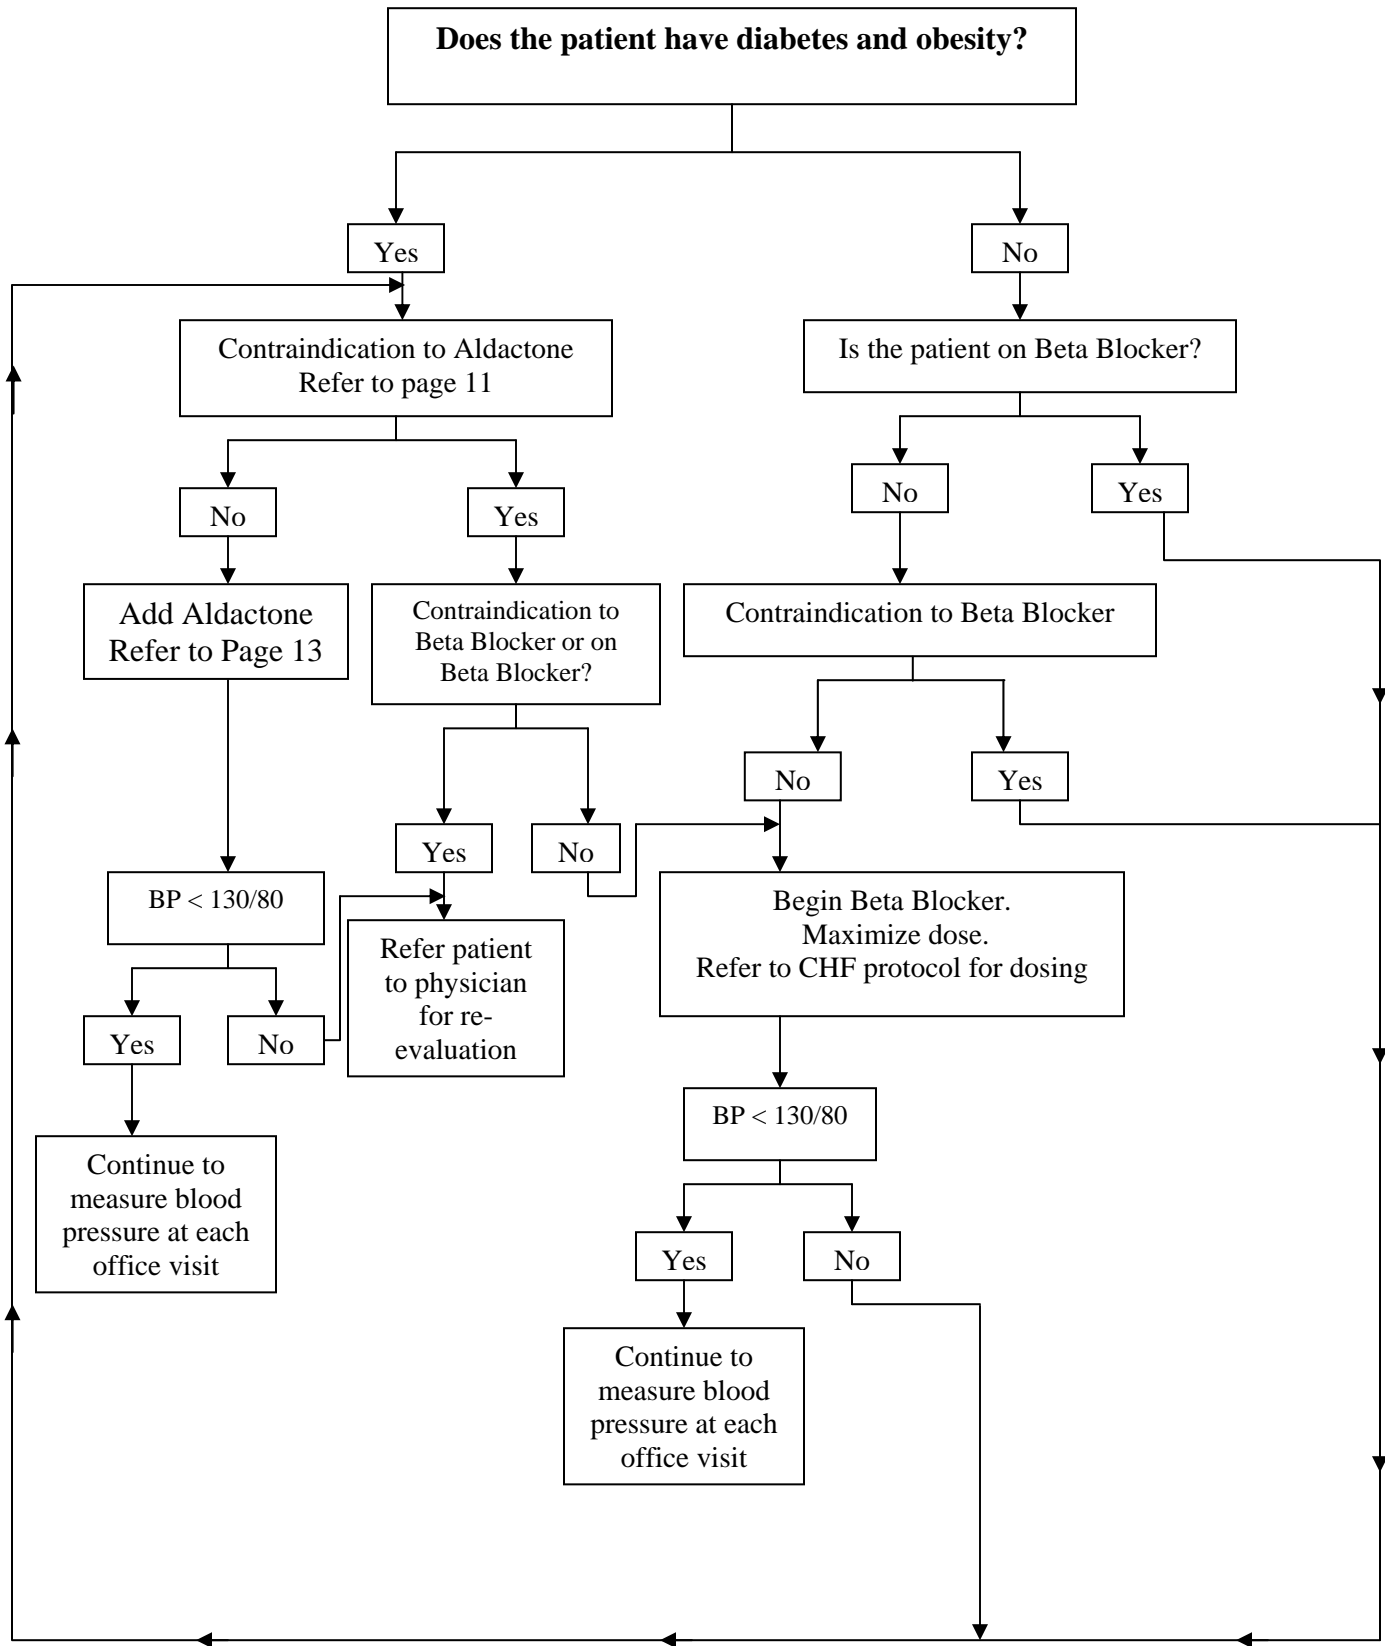 Does the patient have diabetes and obesity?
Yes
No
Contraindication to Aldactone
Refer to page 11
Is the patient on Beta Blocker?
No
Yes
No
Yes
Add Aldactone
Refer to Page 13
Contraindication to
Beta Blocker or on
Beta Blocker?
Contraindication to Beta Blocker
No
Yes
Yes
No
BP < 130/80
Refer patient
to physician
for re-
evaluation
Begin Beta Blocker.
Maximize dose.
Refer to CHF protocol for dosing
Yes
No
BP < 130/80
Continue to
measure blood
pressure at each
office visit
Yes
No
Continue to
measure blood
pressure at each
office visit